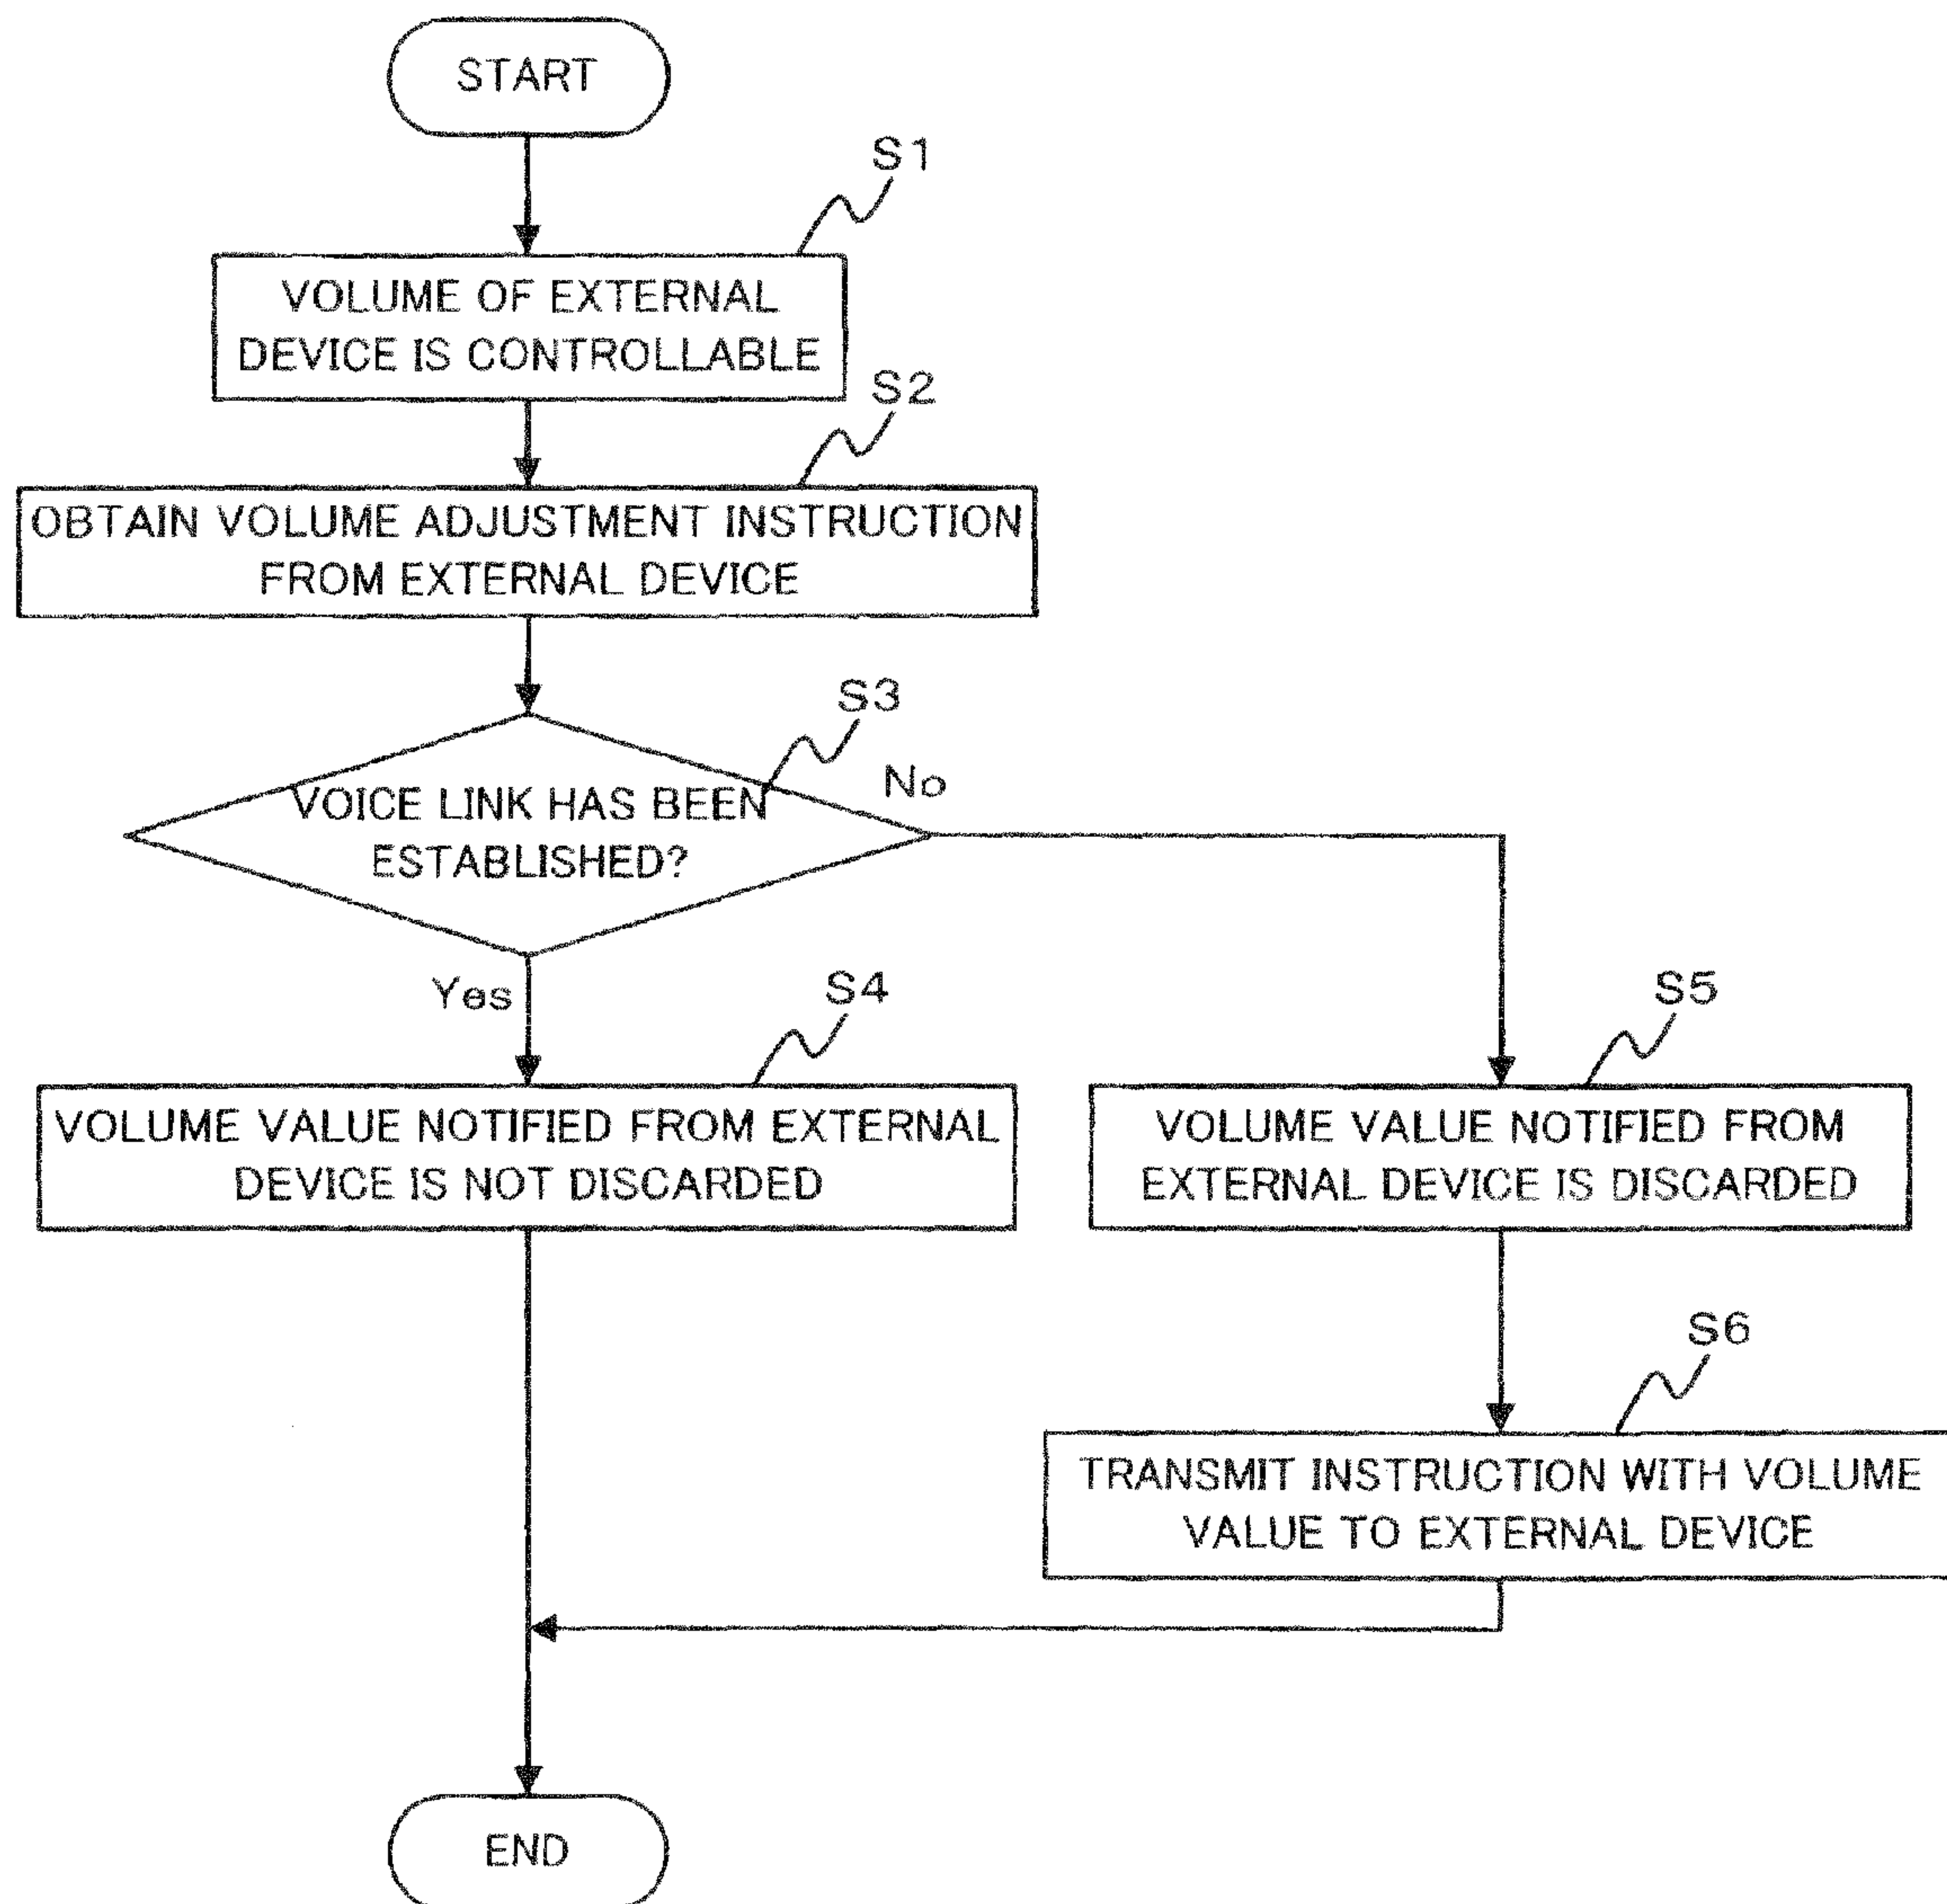 START
S1
VOLUME OF EXTERNAL
DEVICE IS CONTROLLABLE
S2
OBTAIN VOLUME ADJUSTMENT INSTRUCTION
FROM EXTERNAL DEVICE
S3
No
VOICE LINK HAS BEEN
ESTABLISHED?
Yes
S4
S5
VOLUME VALUE NOTIFIED FROM EXTERNAL
DEVICE IS NOT DISCARDED
VOLUME VALUE NOTIFIED FROM
EXTERNAL DEVICE IS DISCARDED
S6
TRANSMIT INSTRUCTION WITH VOLUME
VALUE TO EXTERNAL DEVICE
END